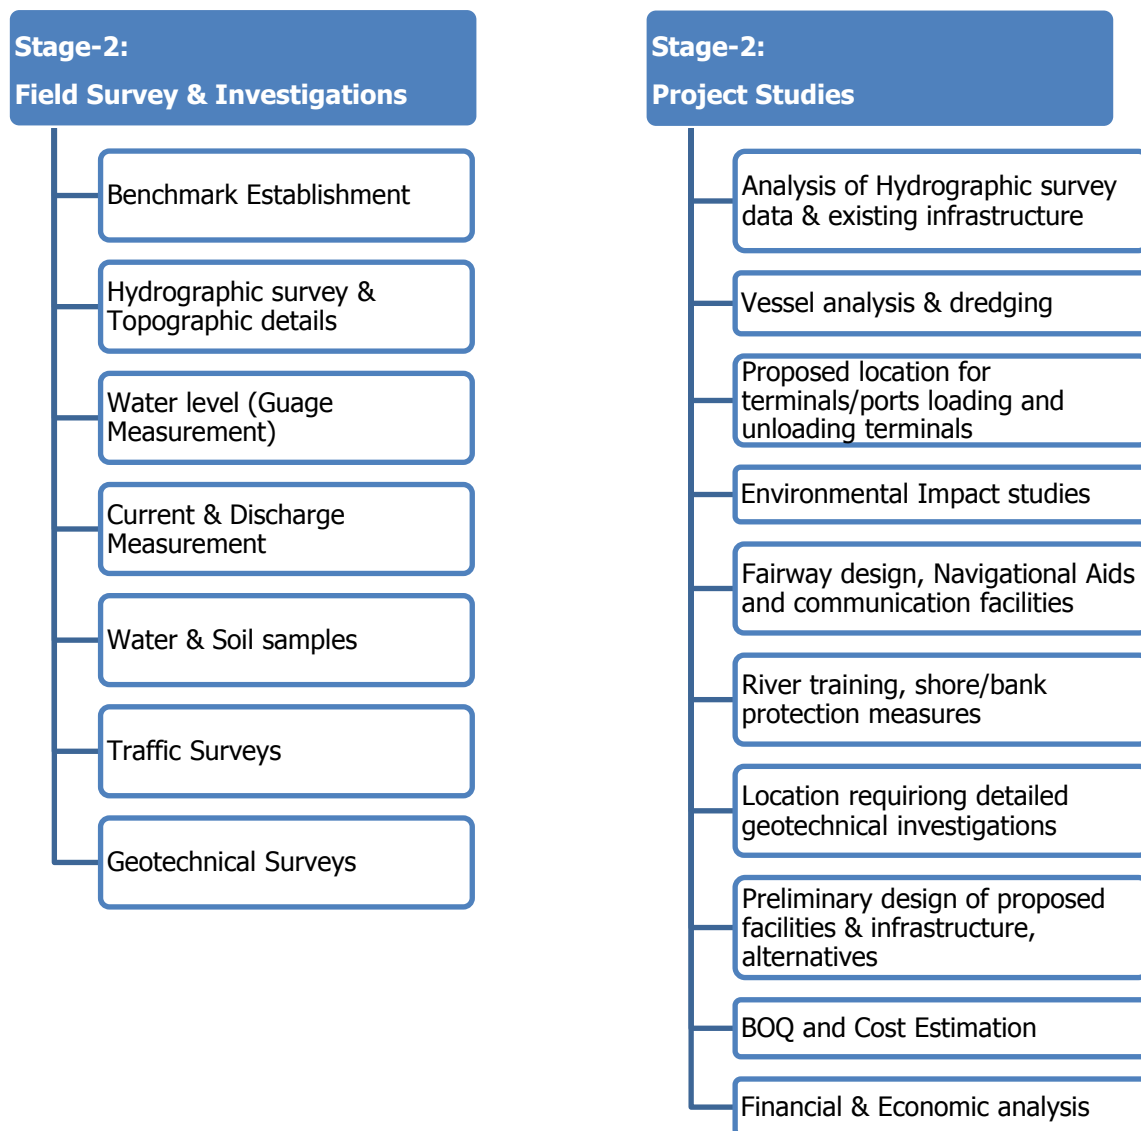 Stage-2:
Field Survey & Investigations
Benchmark Establishment
Hydrographic survey &
Topographic details
Water level (Guage
Measurement)
Current & Discharge
Measurement
Water & Soil samples
Traffic Surveys
Geotechnical Surveys
Stage-2:
Project Studies
Analysis of Hydrographic survey
data & existing infrastructure
Vessel analysis & dredging
Proposed location for
terminals/ports loading and
unloading terminals
Environmental Impact studies
Fairway design, Navigational Aids
and communication facilities
River training, shore/bank
protection measures
Location requiriong detailed
geotechnical investigations
Preliminary design of proposed
facilities & infrastructure,
alternatives
BOQ and Cost Estimation
Financial & Economic analysis